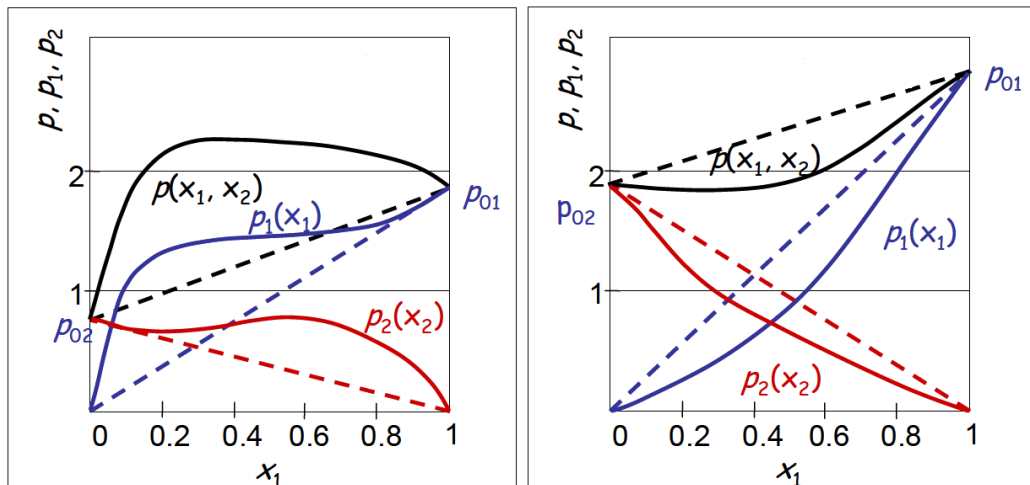 p, p₁, p₂
2
1
p(x₁, x₂)
p₁(x₁)
p₀₁
p₀₂
p₂(x₂)
0 0.2 0.4 0.6 0.8 1
x₁
p, p₁, p₂
2
1
p₀₁
p(x₁, x₂)
p₀₂
p₁(x₁)
p₂(x₂)
0 0.2 0.4 0.6 0.8 1
x₁